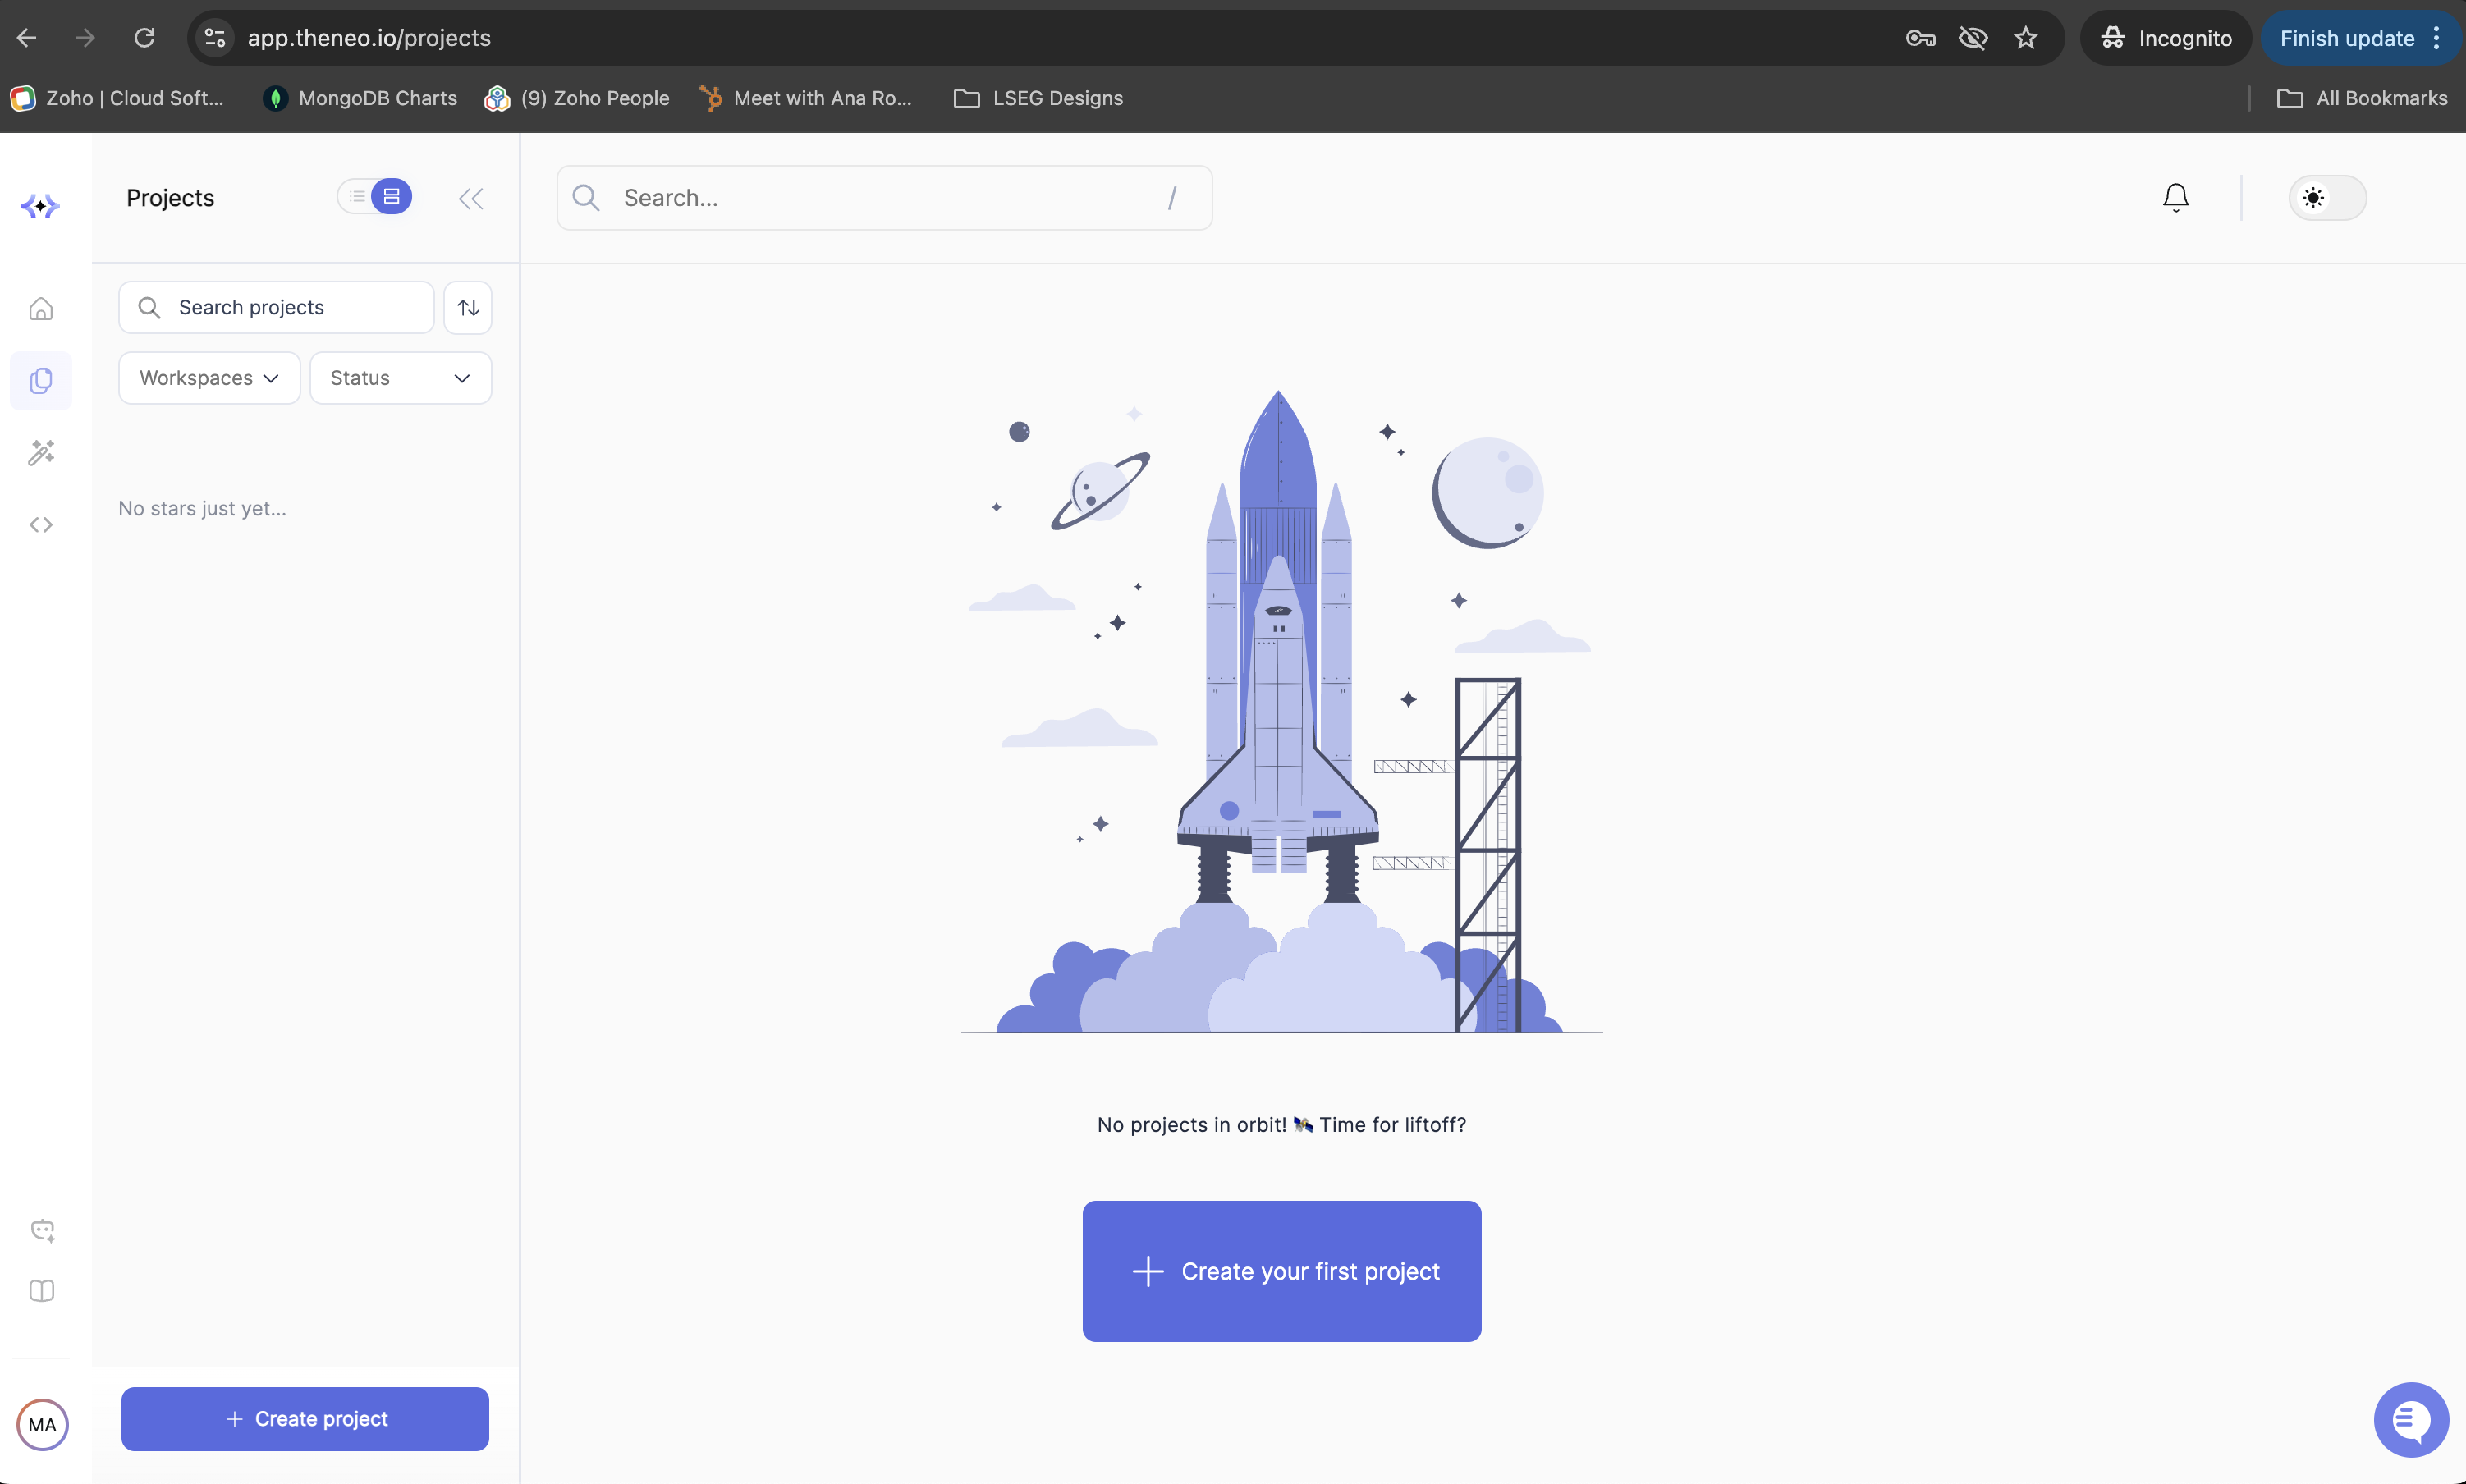 app.theneo.io/projects
Incognito
Finish update
Zoho | Cloud Soft...
MongoDB Charts
(9) Zoho People
Meet with Ana Ro...
LSEG Designs
All Bookmarks
Projects
Search...
/
Search projects
Workspaces
Status
No stars just yet...
No projects in orbit! 🛰️ Time for liftoff?
+ Create your first project
+ Create project
MA